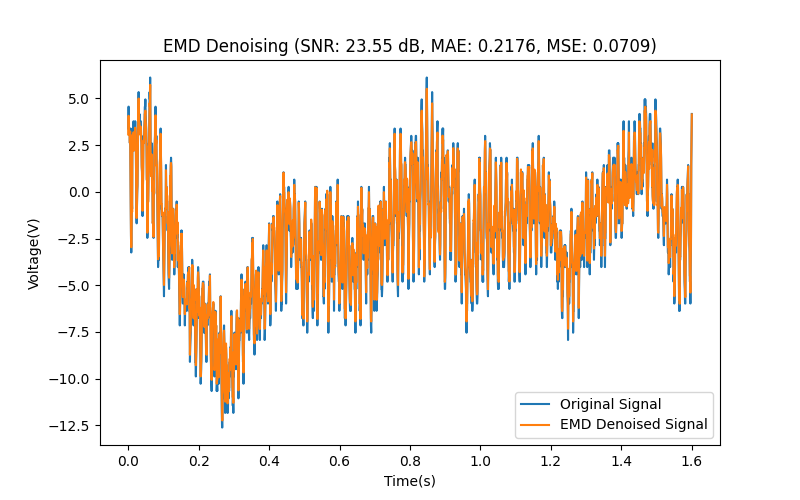 EMD Denoising (SNR: 23.55 dB, MAE: 0.2176, MSE: 0.0709)
5.0
2.5
0.0
−2.5
−5.0
−7.5
−10.0
−12.5
Voltage(V)
Original Signal
EMD Denoised Signal
0.0 0.2 0.4 0.6 0.8 1.0 1.2 1.4 1.6
Time(s)